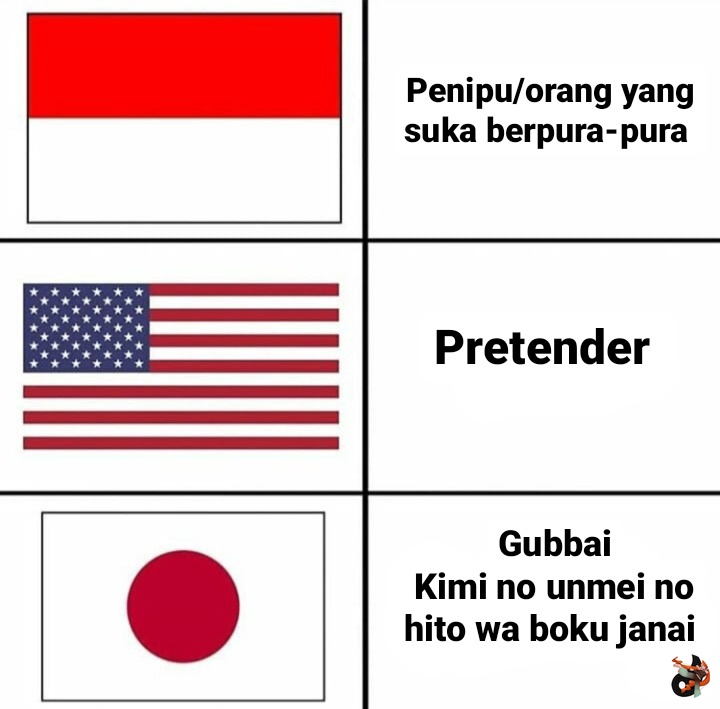 Penipu/orang yang
suka berpura-pura
Pretender
Gubbai
Kimi no unmei no
hito wa boku janai